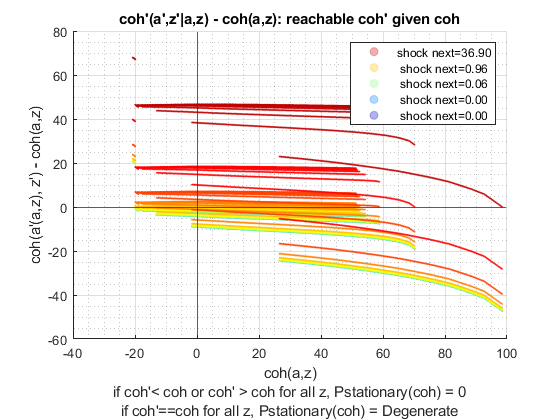 coh'(a',z'|a,z) - coh(a,z): reachable coh' given coh
80
60
40
20
0
-20
-40
-60
coh(a'(a,z), z') - coh(a,z)
shock next=36.90
shock next=0.96
shock next=0.06
shock next=0.00
shock next=0.00
-40 -20 0 20 40 60 80 100
coh(a,z)
if coh'< coh or coh' > coh for all z, Pstationary(coh) = 0
if coh'==coh for all z, Pstationary(coh) = Degenerate